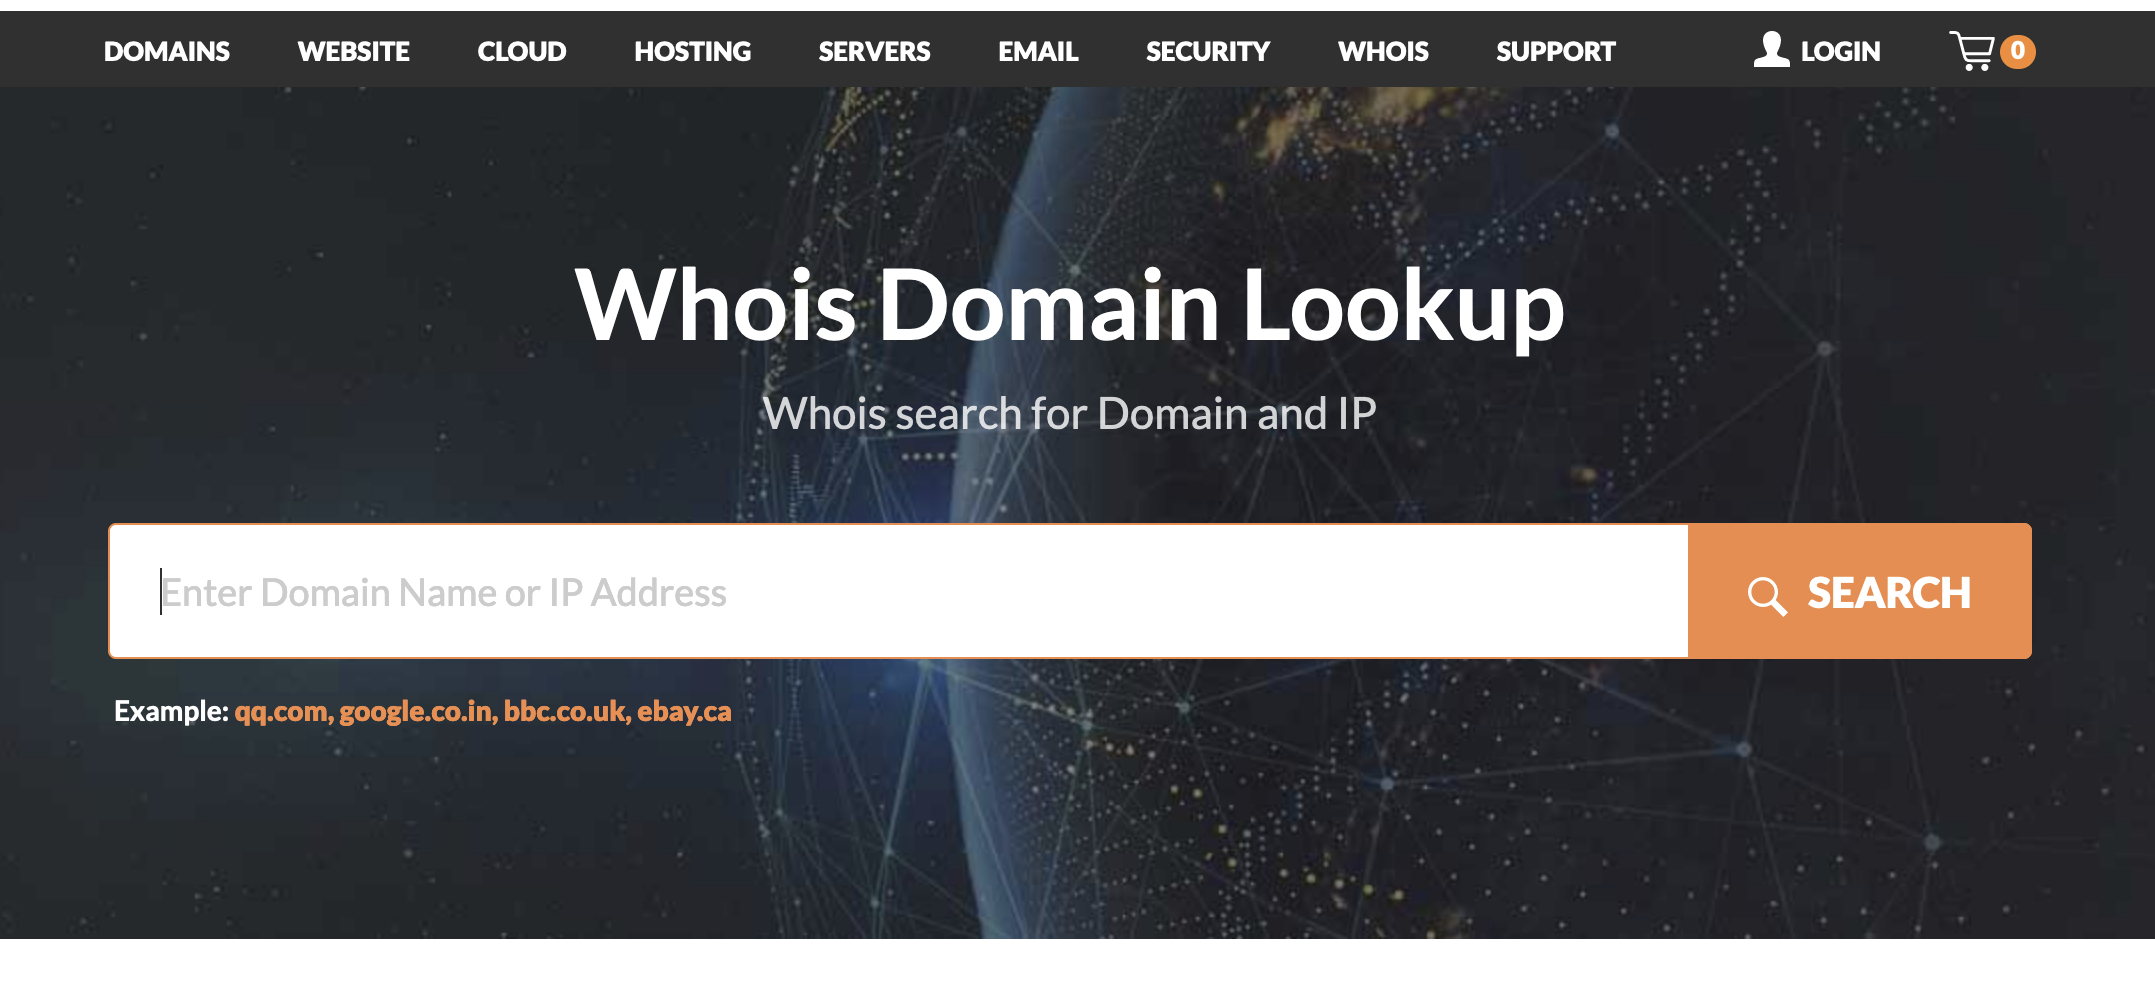 DOMAINS WEBSITE CLOUD HOSTING SERVERS EMAIL SECURITY WHOIS SUPPORT LOGIN 0
Whois Domain Lookup
Whois search for Domain and IP
Enter Domain Name or IP Address SEARCH
Example: qq.com, google.co.in, bbc.co.uk, ebay.ca